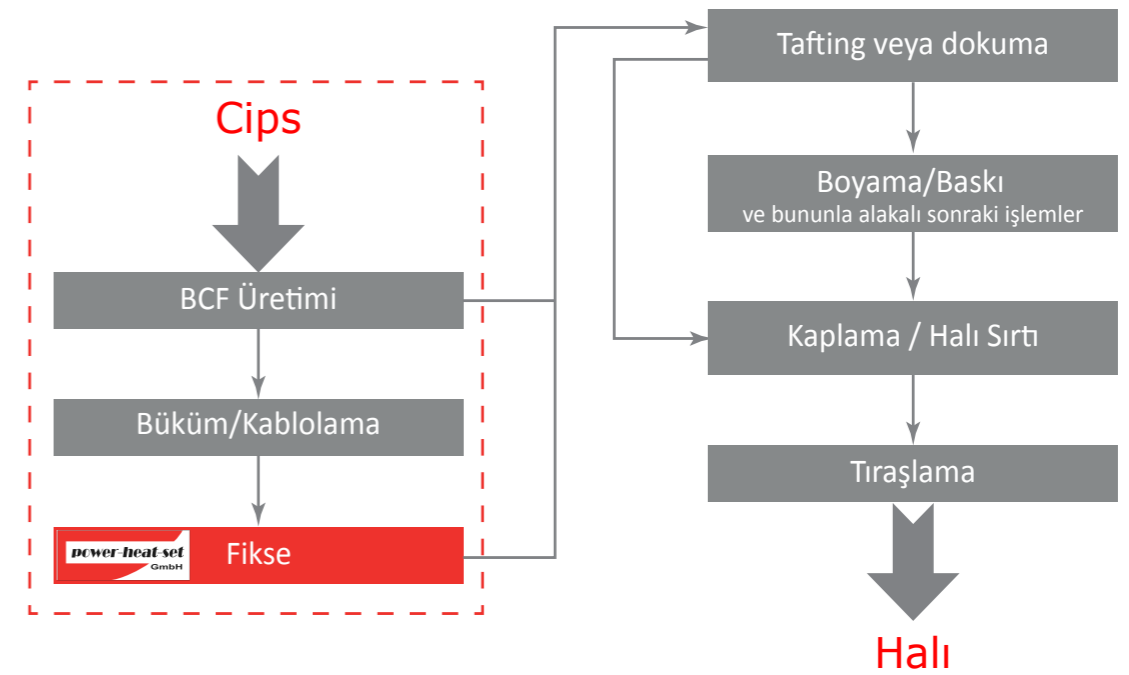 Cips
BCF Üretimi
Büküm/Kablolama
power-heat-set
GmbH
Fikse
Tafting veya dokuma
Boyama/Baskı
ve bununla alakalı sonraki işlemler
Kaplama / Halı Sırtı
Tıraşlama
Halı